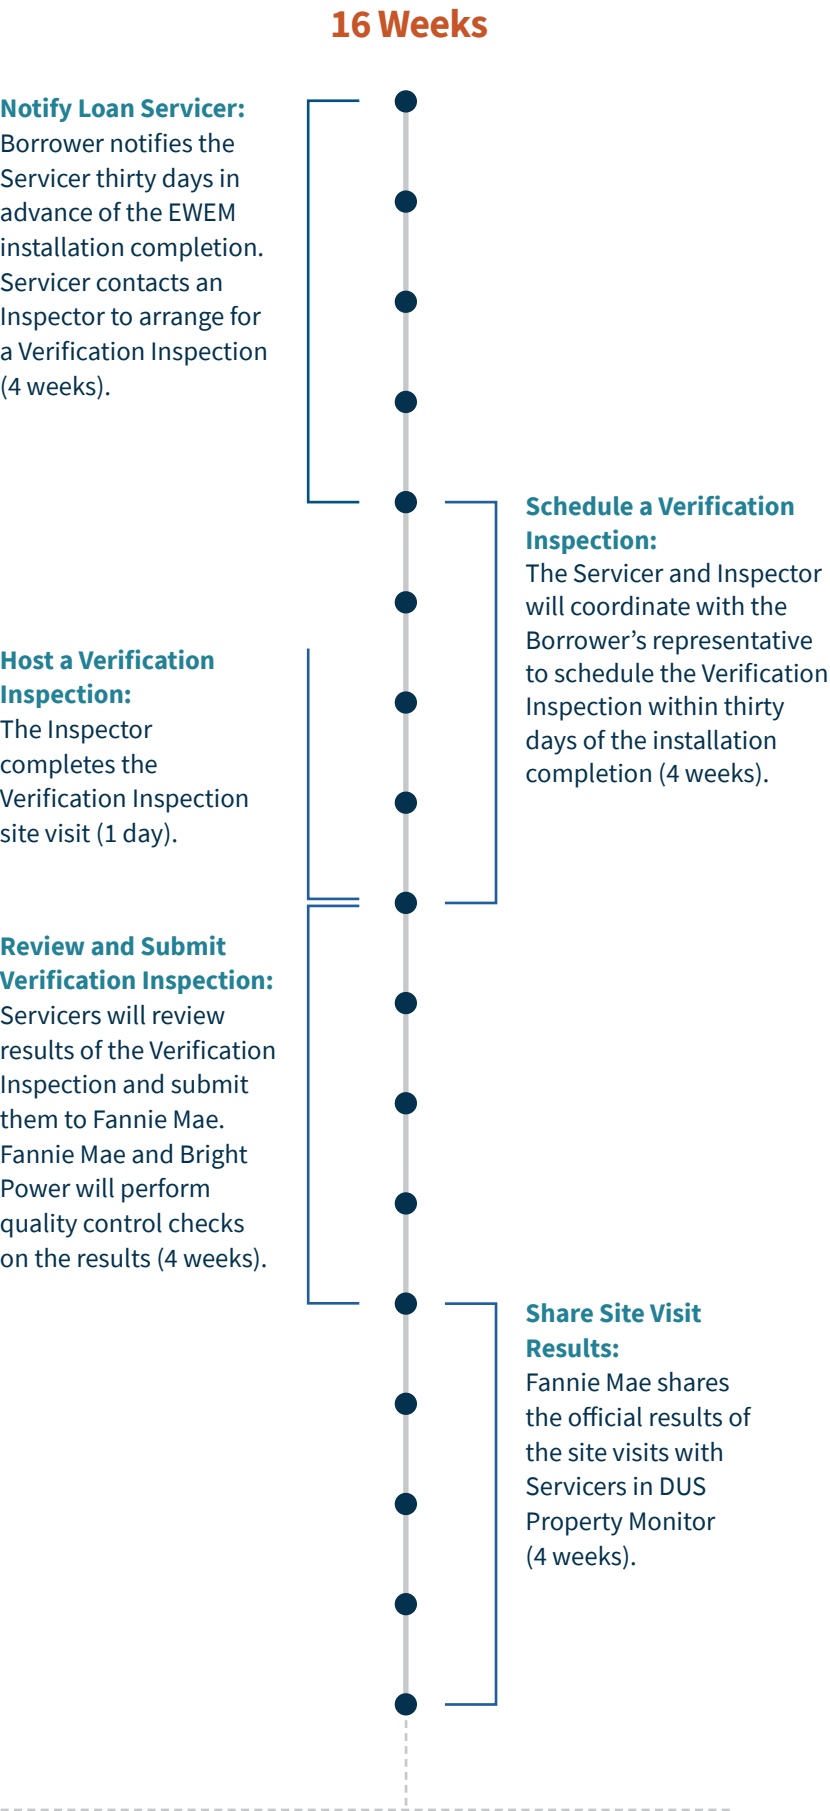 16 Weeks
Notify Loan Servicer:
Borrower notifies the
Servicer thirty days in
advance of the EWEM
installation completion.
Servicer contacts an
Inspector to arrange for
a Verification Inspection
(4 weeks).
Schedule a Verification
Inspection:
The Servicer and Inspector
will coordinate with the
Borrower’s representative
to schedule the Verification
Inspection within thirty
days of the installation
completion (4 weeks).
Host a Verification
Inspection:
The Inspector
completes the
Verification Inspection
site visit (1 day).
Review and Submit
Verification Inspection:
Servicers will review
results of the Verification
Inspection and submit
them to Fannie Mae.
Fannie Mae and Bright
Power will perform
quality control checks
on the results (4 weeks).
Share Site Visit
Results:
Fannie Mae shares
the official results of
the site visits with
Servicers in DUS
Property Monitor
(4 weeks).